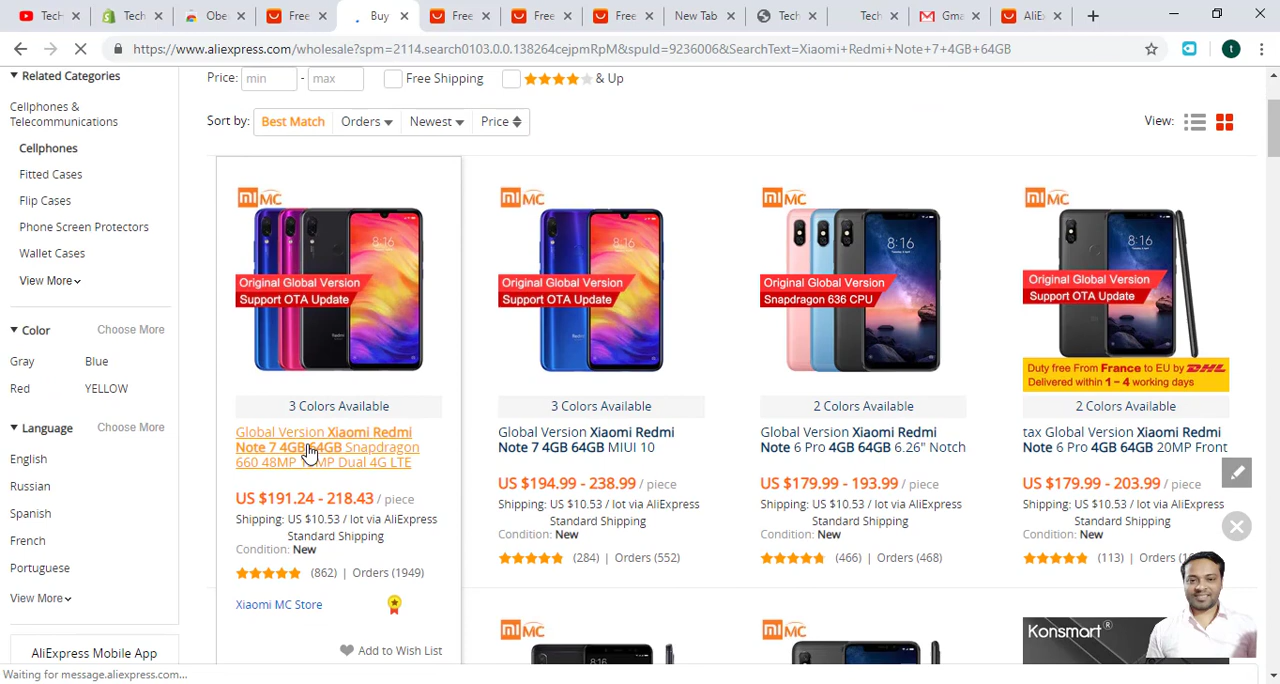 Tech
Tech
Obe
Free
Buy
Free
Free
Free
New Tab
Tech
Tech
Gma
AliE
https://www.aliexpress.com/wholesale?spm=2114.search0103.0.0.138264cejpmRpM&spuId=9236006&SearchText=Xiaomi+Redmi+Note+7+4GB+64GB
t
Related Categories
Price: min - max Free Shipping & Up
Cellphones &
Telecommunications
Sort by: Best Match Orders Newest Price View:
Cellphones
Fitted Cases
Flip Cases
Phone Screen Protectors
Wallet Cases
View More
Color Choose More
Gray Blue
Red YELLOW
Language Choose More
English
Russian
Spanish
French
Portuguese
View More
AliExpress Mobile App
MI MC
8:16
Original Global Version
Support OTA Update
Redmi
3 Colors Available
Global Version Xiaomi Redmi
Note 7 4GB 64GB Snapdragon
660 48MP MP Dual 4G LTE
US $191.24 - 218.43 / piece
Shipping: US $10.53 / lot via AliExpress
Standard Shipping
Condition: New
(862) | Orders (1949)
Xiaomi MC Store
Add to Wish List
MI MC
8:16
Original Global Version
Support OTA Update
3 Colors Available
Global Version Xiaomi Redmi
Note 7 4GB 64GB MIUI 10
US $194.99 - 238.99 / piece
Shipping: US $10.53 / lot via AliExpress
Standard Shipping
Condition: New
(284) | Orders (552)
MI MC
MI MC
8:16
Original Global Version
Snapdragon 636 CPU
2 Colors Available
Global Version Xiaomi Redmi
Note 6 Pro 4GB 64GB 6.26" Notch
US $179.99 - 193.99 / piece
Shipping: US $10.53 / lot via AliExpress
Standard Shipping
Condition: New
(466) | Orders (468)
MI MC
MI MC
8:16
Original Global Version
Support OTA Update
Duty free From France to EU by DHL
Delivered within 1 - 4 working days
2 Colors Available
tax Global Version Xiaomi Redmi
Note 6 Pro 4GB 64GB 20MP Front
US $179.99 - 203.99 / piece
Shipping: US $10.53 / lot via AliExpress
Standard Shipping
Condition: New
(113) | Orders
Konsmart®
Waiting for message.aliexpress.com...